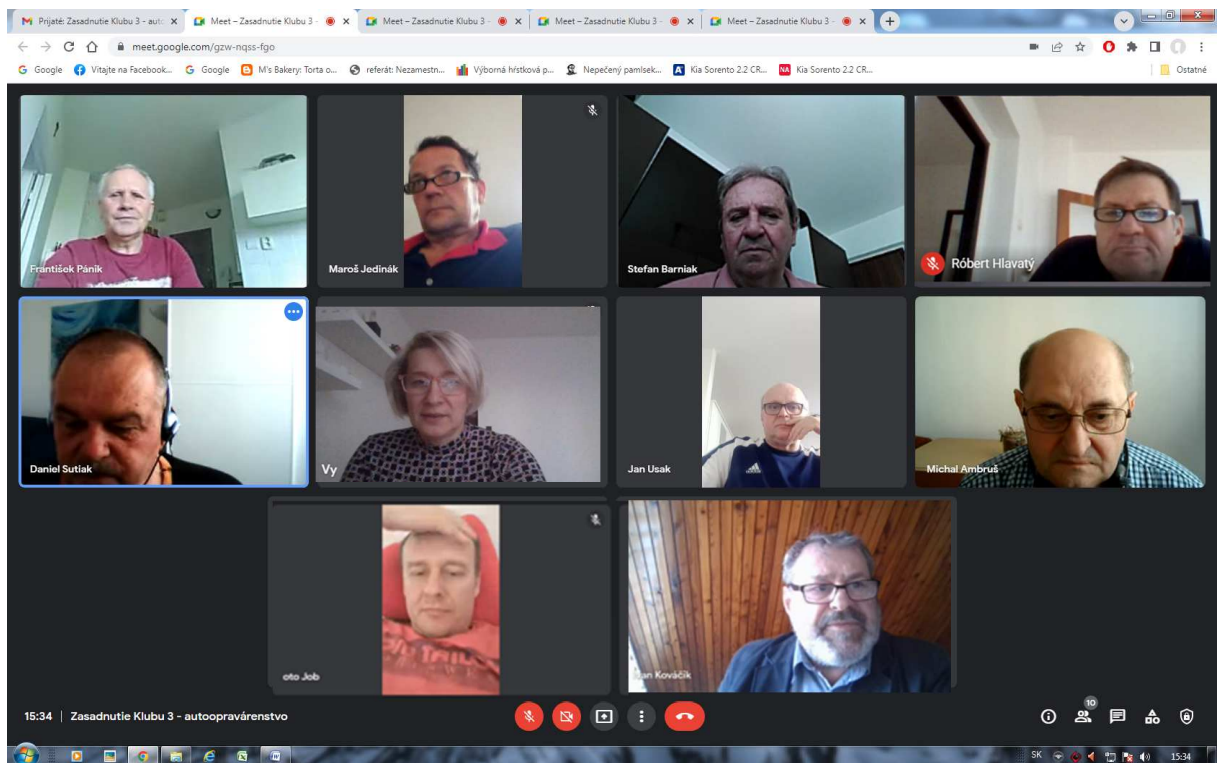 Prijaté: Zasadnutie Klubu 3 - auto
Meet – Zasadnutie Klubu 3 -
Meet – Zasadnutie Klubu 3 -
Meet – Zasadnutie Klubu 3 -
Meet – Zasadnutie Klubu 3 -
meet.google.com/gzw-nqss-fgo
Google
Vitajte na Facebook...
Google
M's Bakery: Torta o...
referát: Nezamestn...
Výborná hŕstková p...
Nepečený pamlsek...
Kia Sorento 2.2 CR...
NA
Kia Sorento 2.2 CR...
Ostatné
František Pánik
Maroš Jedinák
Stefan Barniak
Róbert Hlavatý
Daniel Sutiak
Vy
Jan Usak
Michal Ambruš
oto Job
an Kováčik
15:34 | Zasadnutie Klubu 3 - autoopravárenstvo
10
SK
15:34